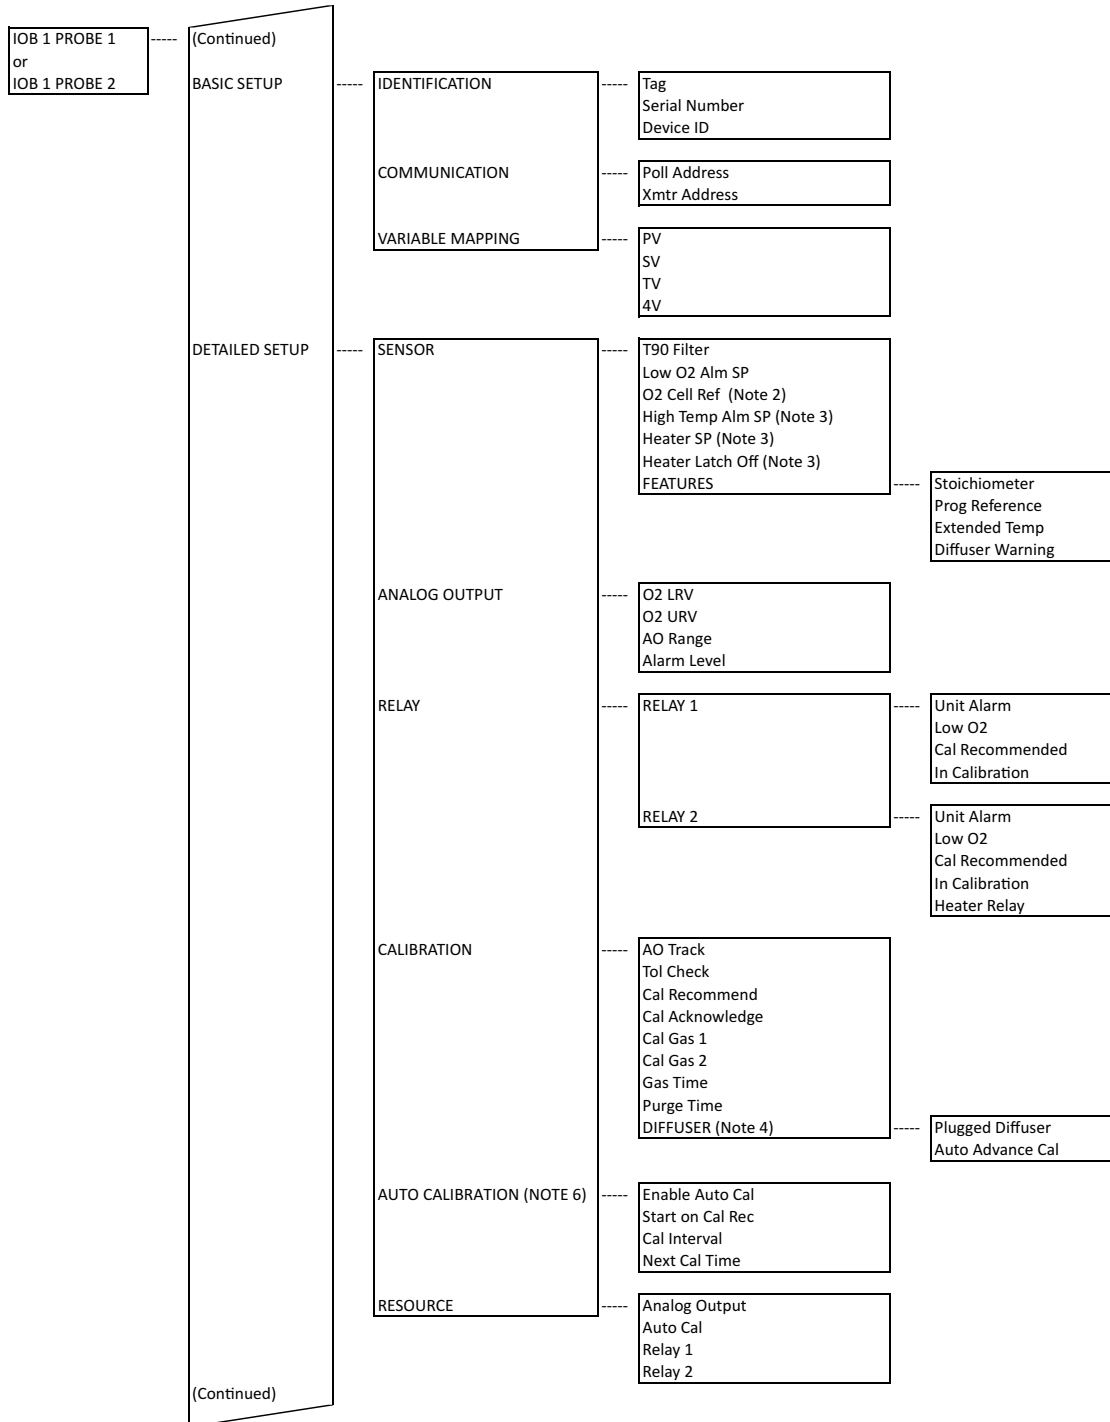 IOB 1 PROBE 1
or
IOB 1 PROBE 2
(Continued)
BASIC SETUP
IDENTIFICATION
Tag
Serial Number
Device ID
COMMUNICATION
Poll Address
Xmtr Address
VARIABLE MAPPING
PV
SV
TV
4V
DETAILED SETUP
SENSOR
T90 Filter
Low O2 Alm SP
O2 Cell Ref  (Note 2)
High Temp Alm SP (Note 3)
Heater SP (Note 3)
Heater Latch Off (Note 3)
FEATURES
Stoichiometer
Prog Reference
Extended Temp
Diffuser Warning
ANALOG OUTPUT
O2 LRV
O2 URV
AO Range
Alarm Level
RELAY
RELAY 1
Unit Alarm
Low O2
Cal Recommended
In Calibration
RELAY 2
Unit Alarm
Low O2
Cal Recommended
In Calibration
Heater Relay
CALIBRATION
AO Track
Tol Check
Cal Recommend
Cal Acknowledge
Cal Gas 1
Cal Gas 2
Gas Time
Purge Time
DIFFUSER (Note 4)
Plugged Diffuser
Auto Advance Cal
AUTO CALIBRATION (NOTE 6)
Enable Auto Cal
Start on Cal Rec
Cal Interval
Next Cal Time
RESOURCE
Analog Output
Auto Cal
Relay 1
Relay 2
(Continued)